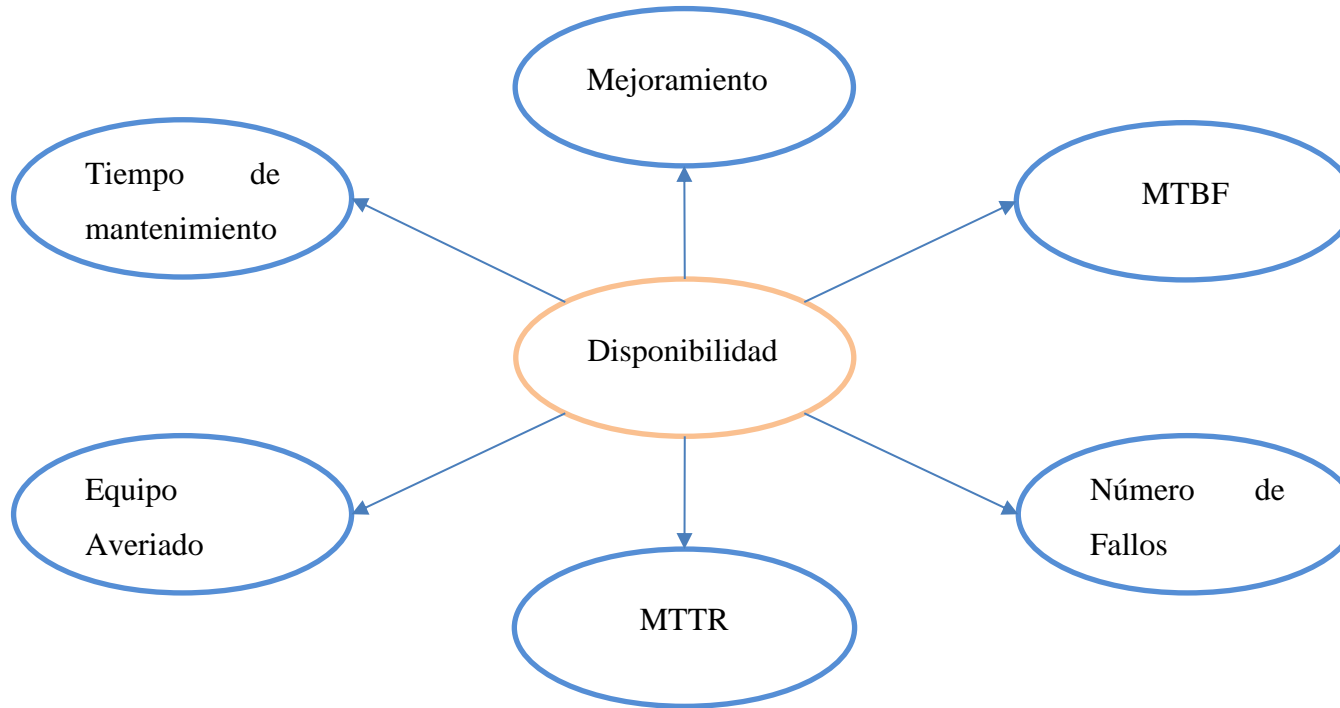 Mejoramiento
Tiempo de
mantenimiento
MTBF
Disponibilidad
Equipo
Averiado
Número de
Fallos
MTTR